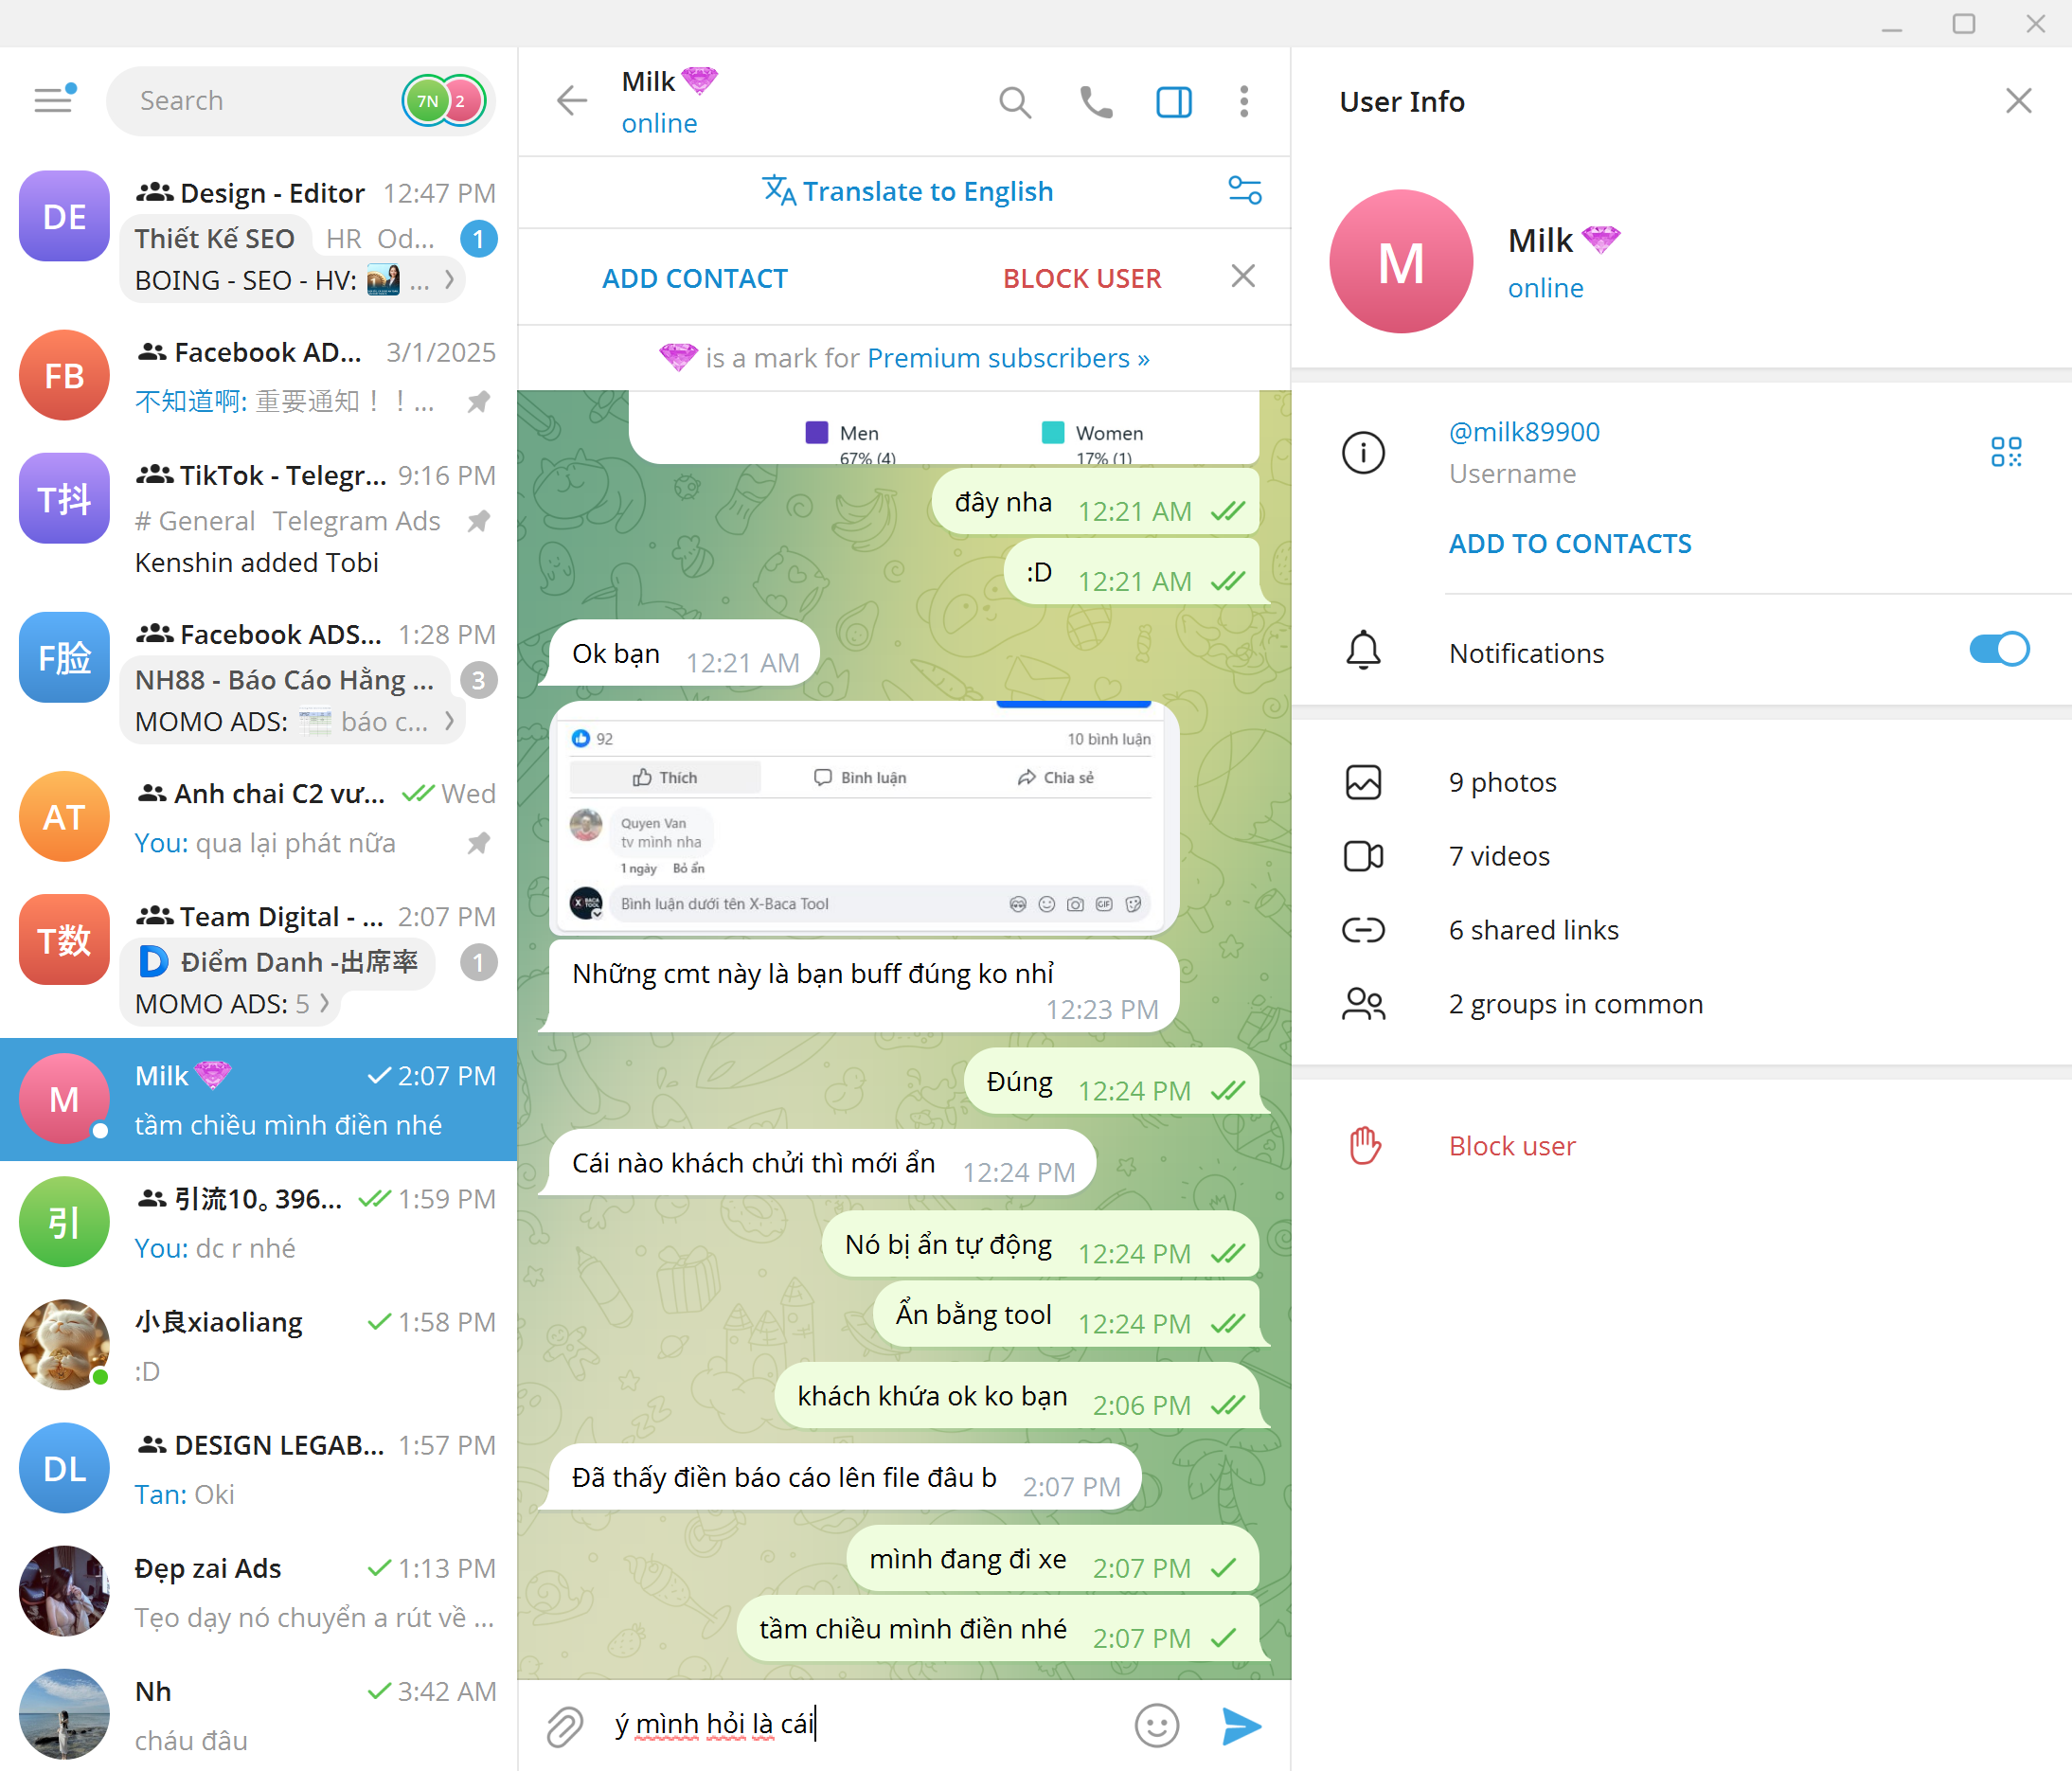 Search
7N 2
DE
Design - Editor 12:47 PM
Thiết Kế SEO HR Od... 1
BOING - SEO - HV: ...
FB
Facebook AD... 3/1/2025
不知道啊: 重要通知！！...
T抖
TikTok - Telegr... 9:16 PM
# General Telegram Ads
Kenshin added Tobi
F脸
Facebook ADS... 1:28 PM
NH88 - Báo Cáo Hằng ... 3
MOMO ADS: báo c...
AT
Anh chai C2 vư... Wed
You: qua lại phát nữa
T数
Team Digital - ... 2:07 PM
Điểm Danh -出席率 1
MOMO ADS: 5
M
Milk 2:07 PM
tầm chiều mình điền nhé
引
引流10。396... 1:59 PM
You: dc r nhé
小良xiaoliang 1:58 PM
:D
DL
DESIGN LEGAB... 1:57 PM
Tan: Oki
Đẹp zai Ads 1:13 PM
Tẹo dạy nó chuyển a rút về ...
Nh 3:42 AM
cháu đâu
Milk
online
Translate to English
ADD CONTACT BLOCK USER
is a mark for Premium subscribers »
Men Women
67% (4) 17% (1)
đây nha 12:21 AM
:D 12:21 AM
Ok bạn 12:21 AM
92 10 bình luận
Thích Bình luận Chia sẻ
Quyen Van
tv mình nha
1 ngày Bỏ ẩn
X-BACA TOOL
Bình luận dưới tên X-Baca Tool
GIF
Những cmt này là bạn buff đúng ko nhỉ
12:23 PM
Đúng 12:24 PM
Cái nào khách chửi thì mới ẩn 12:24 PM
Nó bị ẩn tự động 12:24 PM
Ẩn bằng tool 12:24 PM
khách khứa ok ko bạn 2:06 PM
Đã thấy điền báo cáo lên file đâu b 2:07 PM
mình đang đi xe 2:07 PM
tầm chiều mình điền nhé 2:07 PM
ý mình hỏi là cái
User Info
M
Milk
online
@milk89900
Username
ADD TO CONTACTS
Notifications
9 photos
7 videos
6 shared links
2 groups in common
Block user